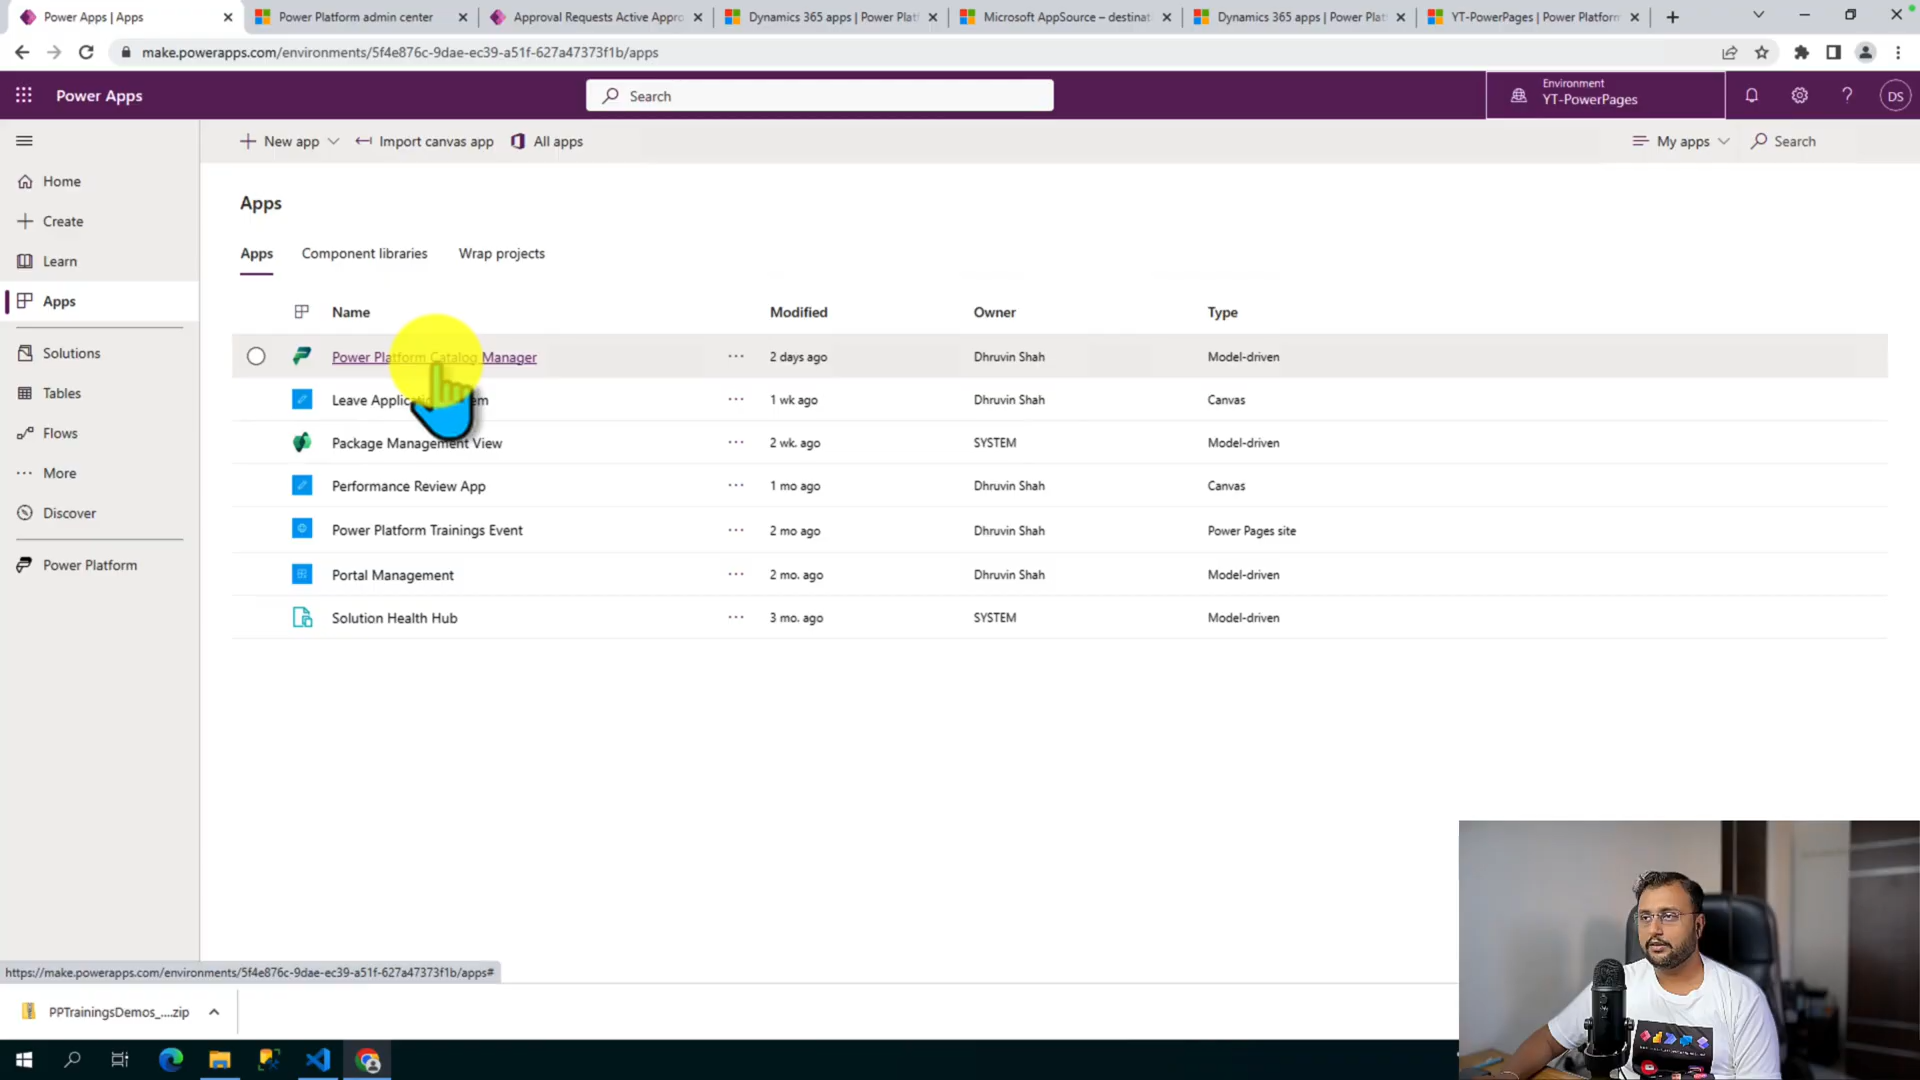 Power Apps | Apps
Power Platform admin center
Approval Requests Active Appro
Dynamics 365 apps | Power Plat
Microsoft AppSource – destinat
Dynamics 365 apps | Power Plat
YT-PowerPages | Power Platform
make.powerapps.com/environments/5f4e876c-9dae-ec39-a51f-627a47373f1b/apps
Power Apps
Search
Environment
YT-PowerPages
DS
New app
Import canvas app
All apps
My apps
Search
Home
Create
Learn
Apps
Solutions
Tables
Flows
More
Discover
Power Platform
Apps
Apps Component libraries Wrap projects
Name Modified Owner Type
Power Platform Catalog Manager 2 days ago Dhruvin Shah Model-driven
Leave Applicati em 1 wk ago Dhruvin Shah Canvas
Package Management View 2 wk. ago SYSTEM Model-driven
Performance Review App 1 mo ago Dhruvin Shah Canvas
Power Platform Trainings Event 2 mo ago Dhruvin Shah Power Pages site
Portal Management 2 mo. ago Dhruvin Shah Model-driven
Solution Health Hub 3 mo. ago SYSTEM Model-driven
https://make.powerapps.com/environments/5f4e876c-9dae-ec39-a51f-627a47373f1b/apps#
PPTrainingsDemos_....zip